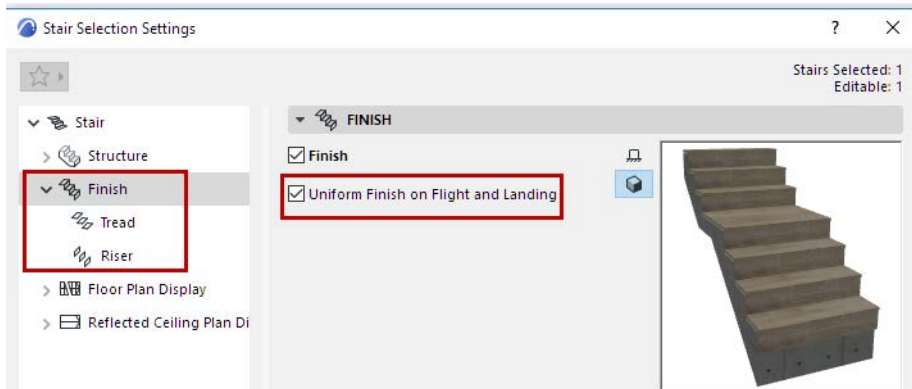 Stair Selection Settings
?
Stairs Selected: 1
Editable: 1
Stair
FINISH
Structure
Finish
Finish
Uniform Finish on Flight and Landing
Tread
Riser
Floor Plan Display
Reflected Ceiling Plan Di